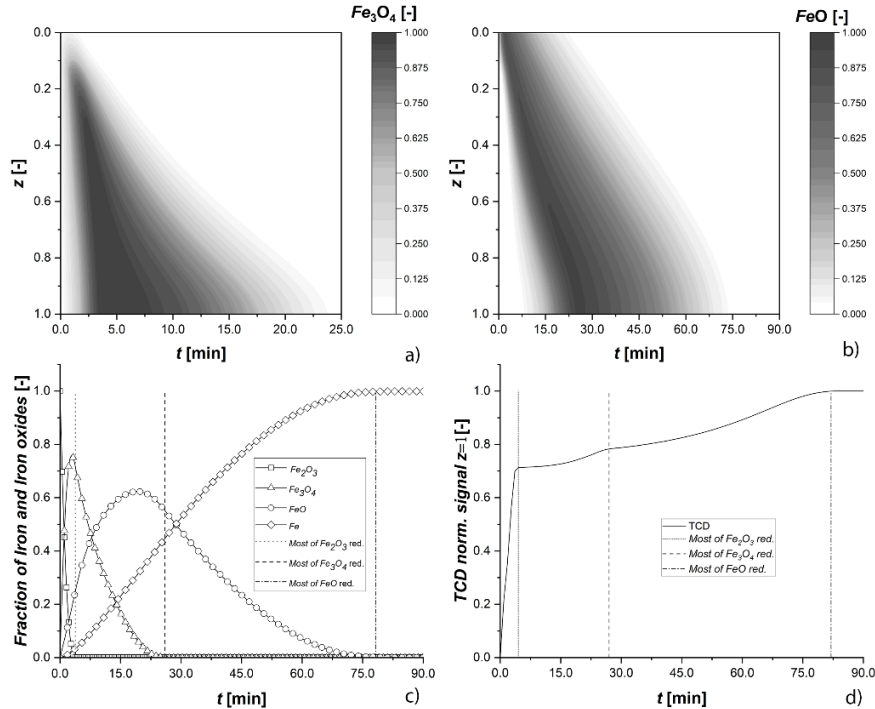 Fe3O4 [-]
0.0
0.2
0.4
0.6
0.8
1.0
z [-]
0.0 5.0 10.0 15.0 20.0 25.0
t [min]
a)
1.000
0.875
0.750
0.625
0.500
0.375
0.250
0.125
0.000
FeO [-]
0.0
0.2
0.4
0.6
0.8
1.0
z [-]
0.0 15.0 30.0 45.0 60.0 75.0 90.0
t [min]
b)
1.000
0.875
0.750
0.625
0.500
0.375
0.250
0.125
0.000
Fraction of Iron and Iron oxides [-]
1.0
0.8
0.6
0.4
0.2
0.0
Fe2O3
Fe3O4
FeO
Fe
Most of Fe2O3 red.
Most of Fe3O4 red.
Most of FeO red.
0.0 15.0 30.0 45.0 60.0 75.0 90.0
t [min]
c)
TCD norm. signal z=1[-]
1.0
0.8
0.6
0.4
0.2
0.0
TCD
Most of Fe2O3 red.
Most of Fe3O4 red.
Most of FeO red.
0.0 15.0 30.0 45.0 60.0 75.0 90.0
t [min]
d)